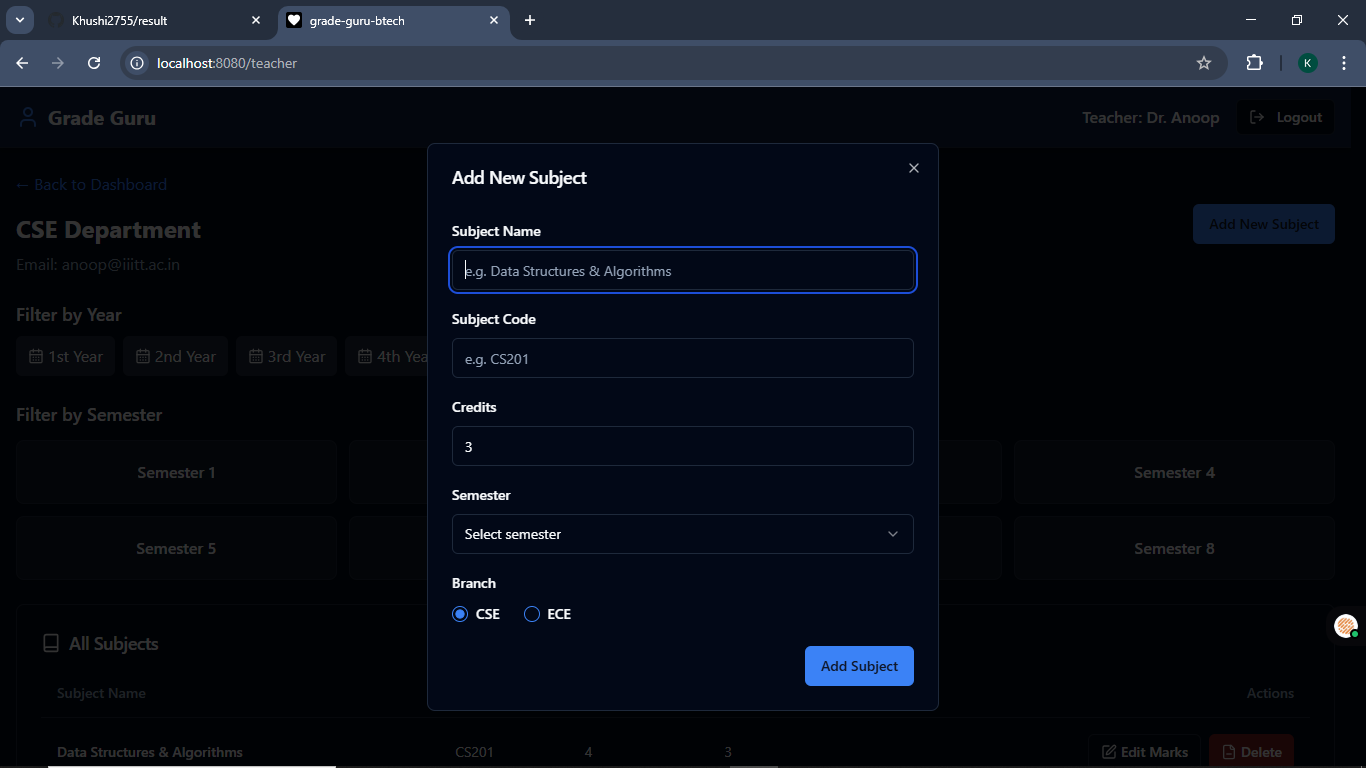 Khushi2755/result
grade-guru-btech
localhost:8080/teacher
K
Grade Guru
Teacher: Dr. Anoop
Logout
← Back to Dashboard
CSE Department
Add New Subject
Email: anoop@iiitt.ac.in
Filter by Year
1st Year
2nd Year
3rd Year
4th Yea
Filter by Semester
Semester 1
Semester 4
Semester 5
Semester 8
All Subjects
Subject Name
Actions
Data Structures & Algorithms CS201 4 3
Edit Marks
Delete
Add New Subject
Subject Name
e.g. Data Structures & Algorithms
Subject Code
e.g. CS201
Credits
3
Semester
Select semester
Branch
CSE
ECE
Add Subject